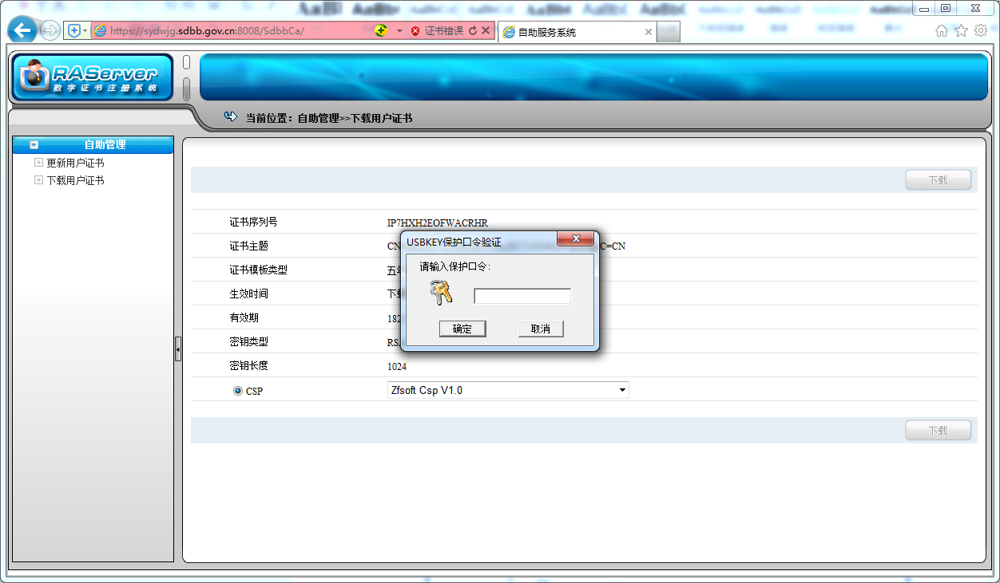 https://sydwjg.sdbb.gov.cn:8008/SdbbCa/
证书错误
自助服务系统
RAServer
数字证书注册系统
当前位置：自助管理>>下载用户证书
自助管理
更新用户证书
下载用户证书
下载
证书序列号 IP7HXH2EOFWACRHR
证书主题 CN C=CN
证书模板类型 五年
生效时间 下载
有效期 182
密钥类型 RSA
密钥长度 1024
CSP Zfsoft Csp V1.0
下载
USBKEY保护口令验证
请输入保护口令:
确定 取消